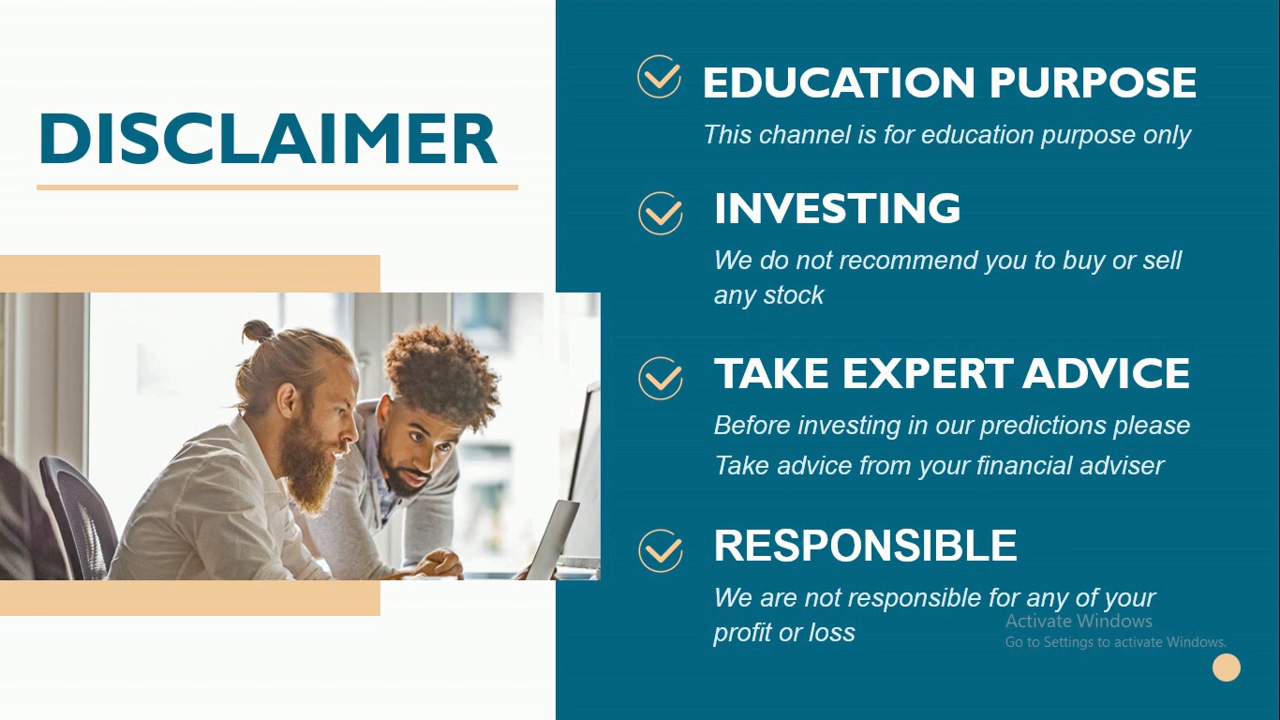 DISCLAIMER
EDUCATION PURPOSE
This channel is for education purpose only
INVESTING
We do not recommend you to buy or sell
any stock
TAKE EXPERT ADVICE
Before investing in our predictions please
Take advice from your financial adviser
RESPONSIBLE
We are not responsible for any of your
profit or loss
Activate Windows
Go to Settings to activate Windows.